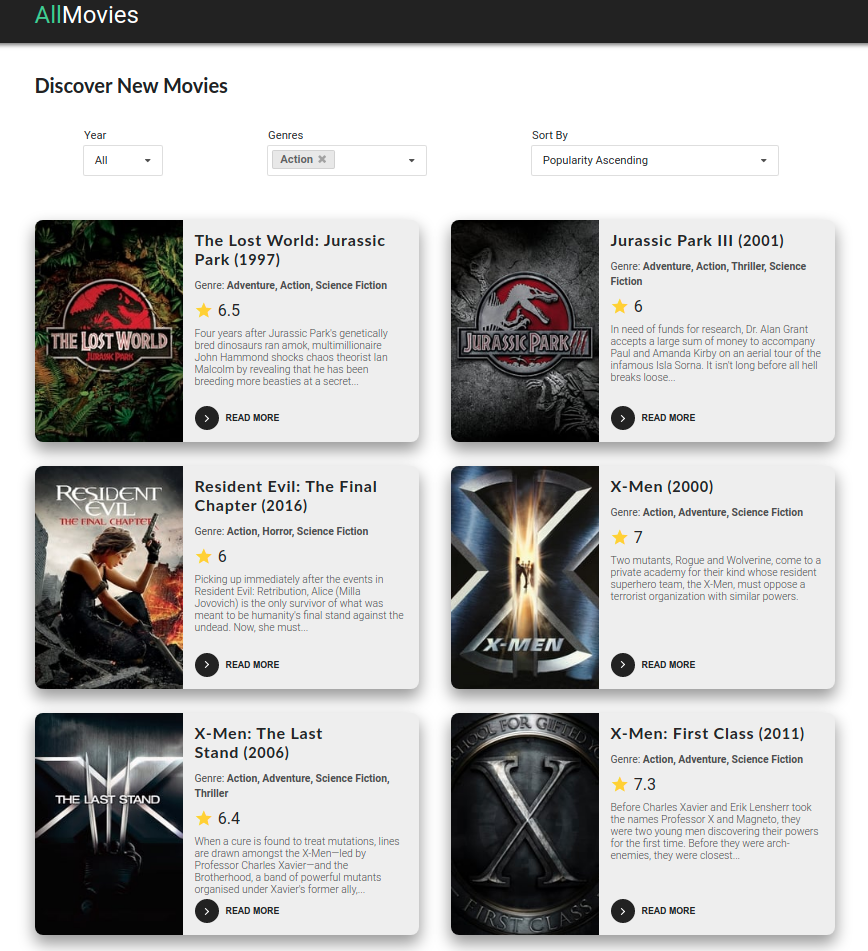 AllMovies
Discover New Movies
Year
Genres
Sort By
All
Action ✖
Popularity Ascending
THE LOST WORLD
JURASSIC PARK
The Lost World: Jurassic
Park (1997)
Genre: Adventure, Action, Science Fiction
6.5
Four years after Jurassic Park's genetically
bred dinosaurs ran amok, multimillionaire
John Hammond shocks chaos theorist Ian
Malcolm by revealing that he has been
breeding more beasties at a secret...
READ MORE
JURASSIC PARK III
Jurassic Park III (2001)
Genre: Adventure, Action, Thriller, Science
Fiction
6
In need of funds for research, Dr. Alan Grant
accepts a large sum of money to accompany
Paul and Amanda Kirby on an aerial tour of the
infamous Isla Sorna. It isn't long before all hell
breaks loose...
READ MORE
RESIDENT
EVIL
THE FINAL CHAPTER
Resident Evil: The Final
Chapter (2016)
Genre: Action, Horror, Science Fiction
6
Picking up immediately after the events in
Resident Evil: Retribution, Alice (Milla
Jovovich) is the only survivor of what was
meant to be humanity's final stand against the
undead. Now, she must...
READ MORE
X-MEN
X-Men (2000)
Genre: Action, Adventure, Science Fiction
7
Two mutants, Rogue and Wolverine, come to a
private academy for their kind whose resident
superhero team, the X-Men, must oppose a
terrorist organization with similar powers.
READ MORE
THE LAST STAND
X-Men: The Last
Stand (2006)
Genre: Action, Adventure, Science Fiction,
Thriller
6.4
When a cure is found to treat mutations, lines
are drawn amongst the X-Men—led by
Professor Charles Xavier—and the
Brotherhood, a band of powerful mutants
organised under Xavier's former ally,...
READ MORE
SCHOOL FOR GIFTED YO
X
FIRST CLASS
X-Men: First Class (2011)
Genre: Action, Adventure, Science Fiction
7.3
Before Charles Xavier and Erik Lensherr took
the names Professor X and Magneto, they
were two young men discovering their powers
for the first time. Before they were arch-
enemies, they were closest...
READ MORE